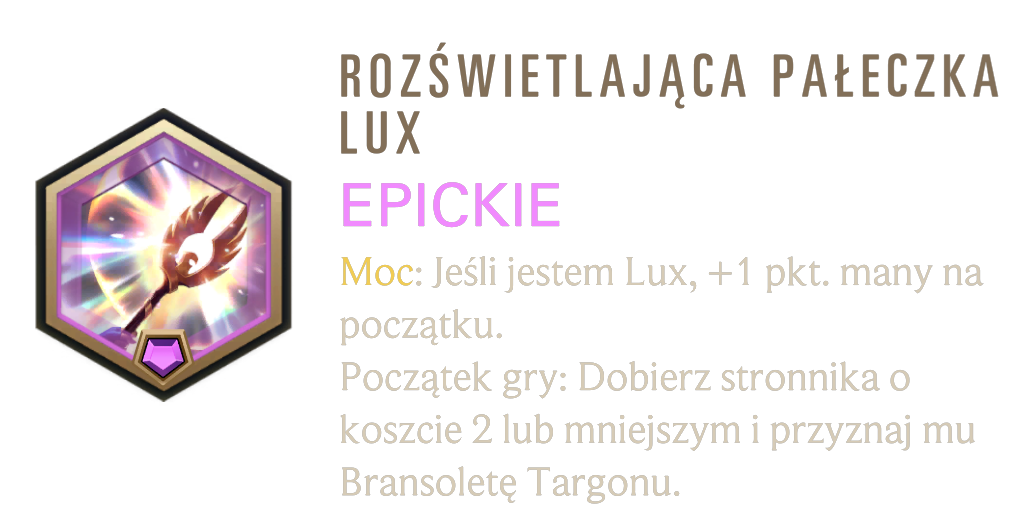 ROZŚWIETLAJĄCA PAŁECZKA
LUX
EPICKIE
Moc: Jeśli jestem Lux, +1 pkt. many na
początku.
Początek gry: Dobierz stronnika o
koszcie 2 lub mniejszym i przyznaj mu
Bransoletę Targonu.